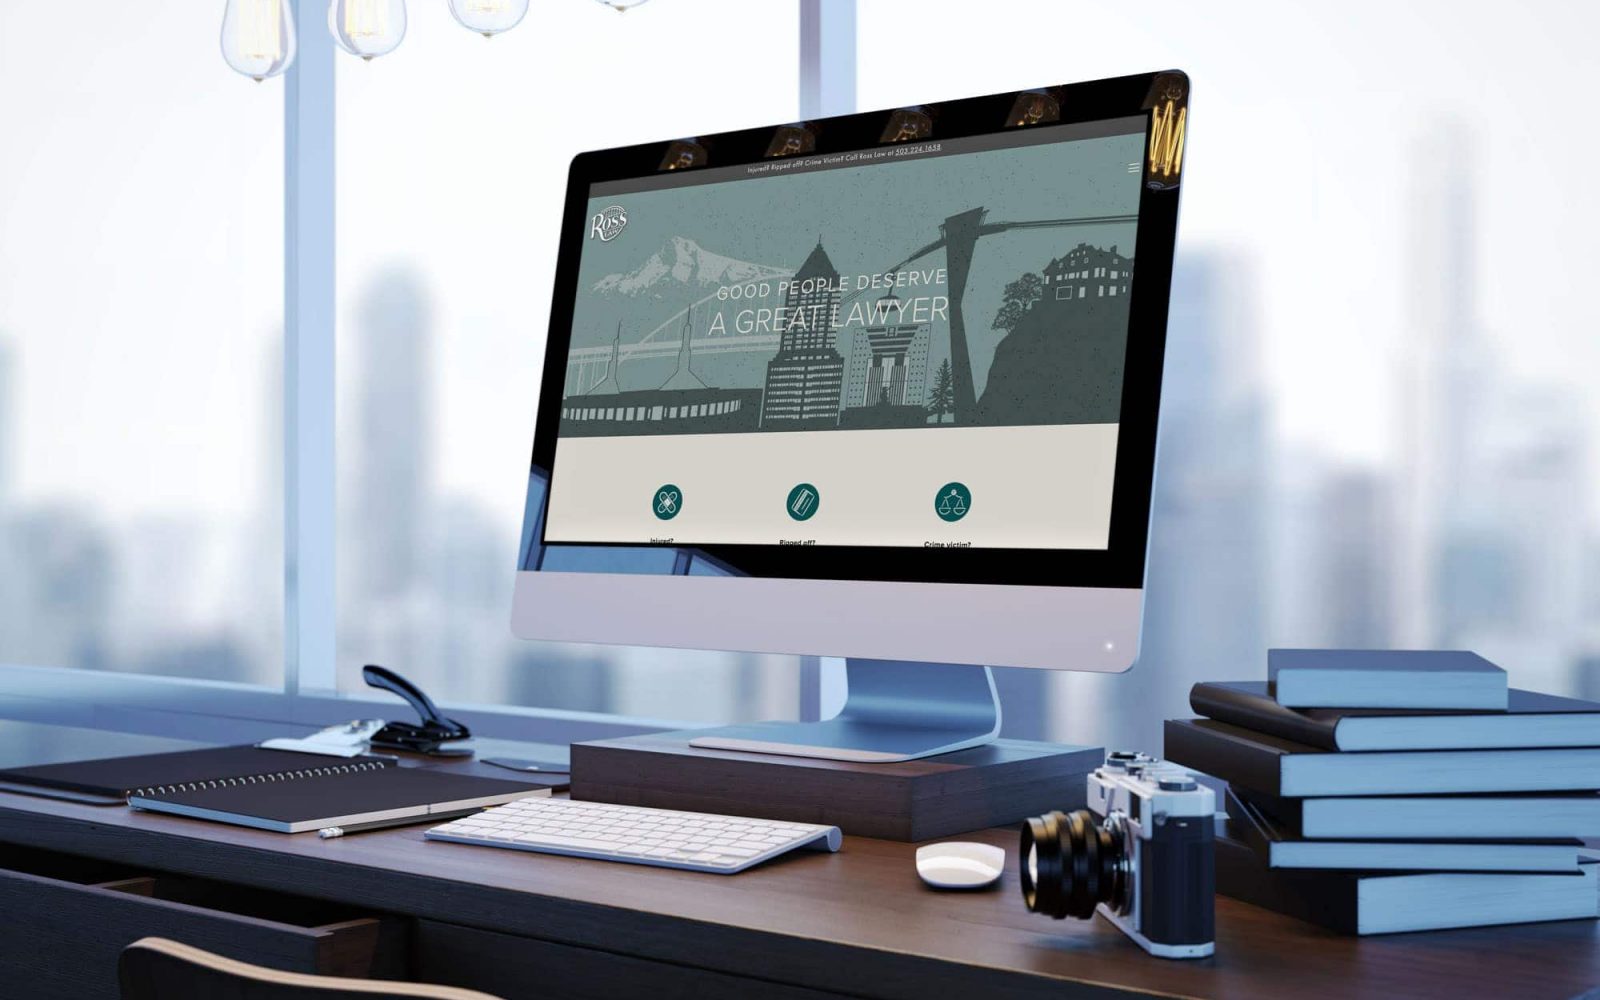 Injured? Ripped off? Crime Victim? Call Ross Law at 503.224.1658
ROSS
LAW
GOOD PEOPLE DESERVE
A GREAT LAWYER
Injured?
Ripped off?
Crime victim?